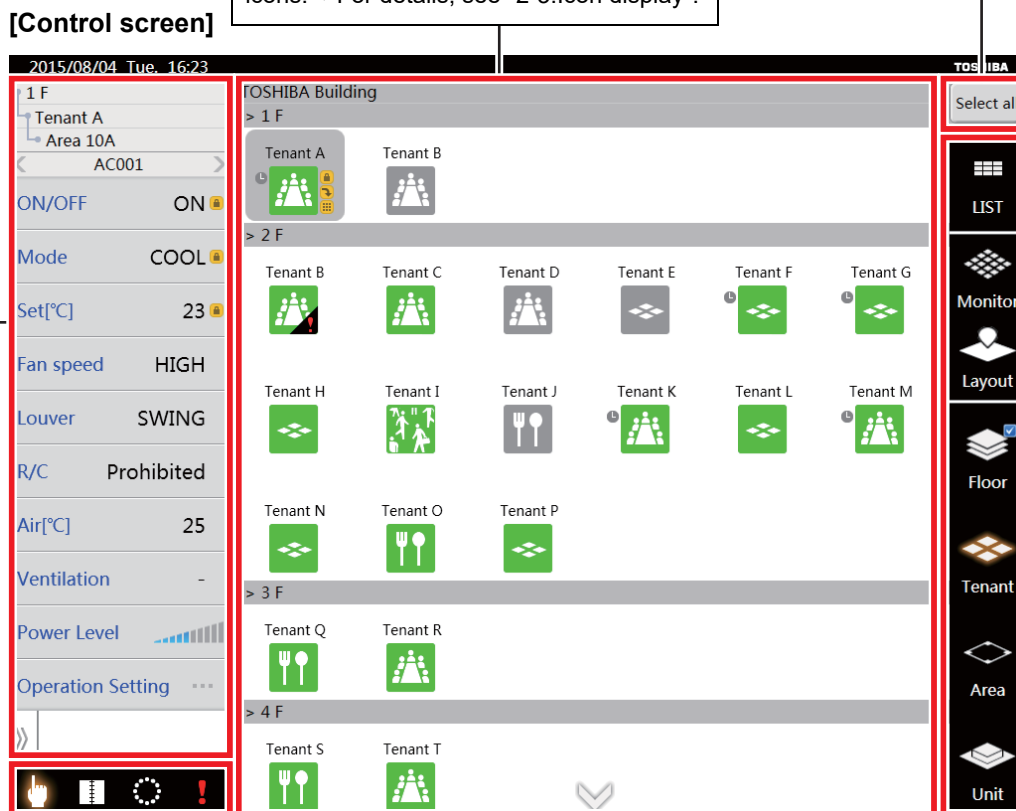 icons. • For details, see "2-3.Icon display".
[Control screen]
2015/08/04 Tue. 16:23
TOSHIBA
1 F
Tenant A
Area 10A
AC001
ON/OFF ON
Mode COOL
Set[℃] 23
Fan speed HIGH
Louver SWING
R/C Prohibited
Air[℃] 25
Ventilation -
Power Level
Operation Setting ...
TOSHIBA Building
> 1 F
Tenant A Tenant B
> 2 F
Tenant B Tenant C Tenant D Tenant E Tenant F Tenant G
Tenant H Tenant I Tenant J Tenant K Tenant L Tenant M
Tenant N Tenant O Tenant P
> 3 F
Tenant Q Tenant R
> 4 F
Tenant S Tenant T
Select all
LIST
Monitor
Layout
Floor
Tenant
Area
Unit